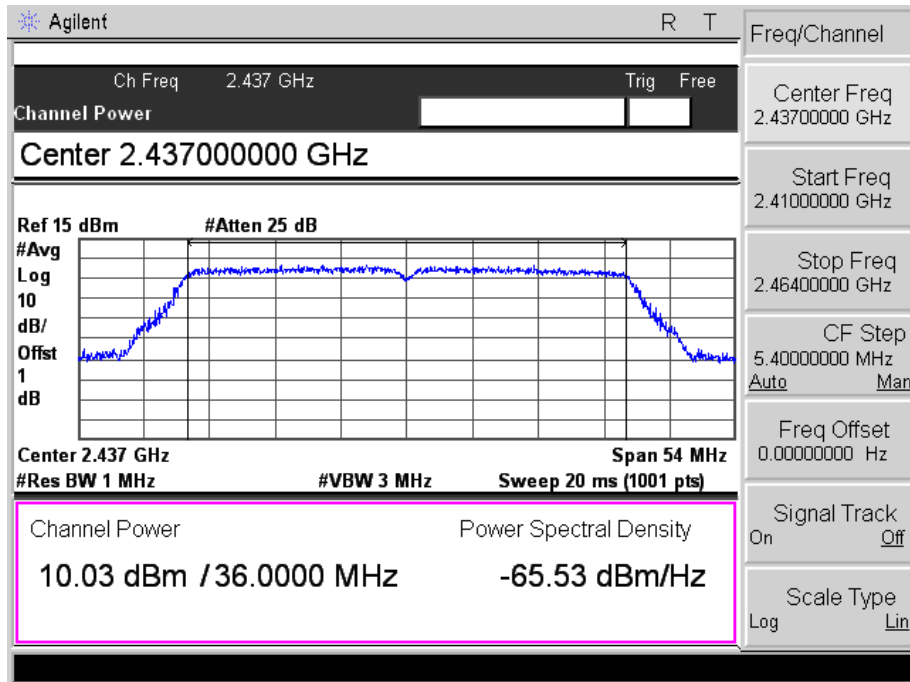 Agilent R T
Ch Freq 2.437 GHz Trig Free
Channel Power
Center 2.437000000 GHz
Ref 15 dBm #Atten 25 dB
#Avg
Log
10
dB/
Offst
1
dB
Center 2.437 GHz Span 54 MHz
#Res BW 1 MHz #VBW 3 MHz Sweep 20 ms (1001 pts)
Channel Power Power Spectral Density
10.03 dBm / 36.0000 MHz -65.53 dBm/Hz
Freq/Channel
Center Freq
2.43700000 GHz
Start Freq
2.41000000 GHz
Stop Freq
2.46400000 GHz
CF Step
5.40000000 MHz
Auto Man
Freq Offset
0.00000000 Hz
Signal Track
On Off
Scale Type
Log Lin